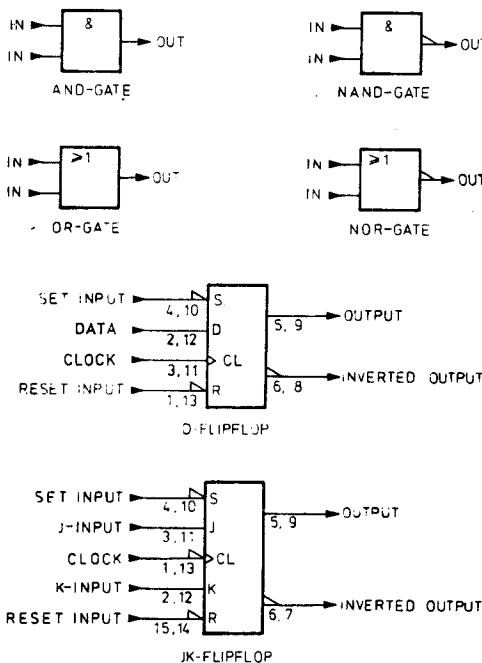 IN & OUT
IN
AND-GATE
IN & OUT
IN
NAND-GATE
IN ≥1 OUT
IN
OR-GATE
IN ≥1 OUT
IN
NOR-GATE
SET INPUT 4,10 S
DATA 2,12 D
CLOCK 3,11 CL
RESET INPUT 1,13 R
5,9 OUTPUT
6,8 INVERTED OUTPUT
D-FLIPFLOP
SET INPUT 4,10 S
J-INPUT 3,11 J
CLOCK 1,13 CL
K-INPUT 2,12 K
RESET INPUT 15,14 R
5,9 OUTPUT
6,7 INVERTED OUTPUT
JK-FLIPFLOP